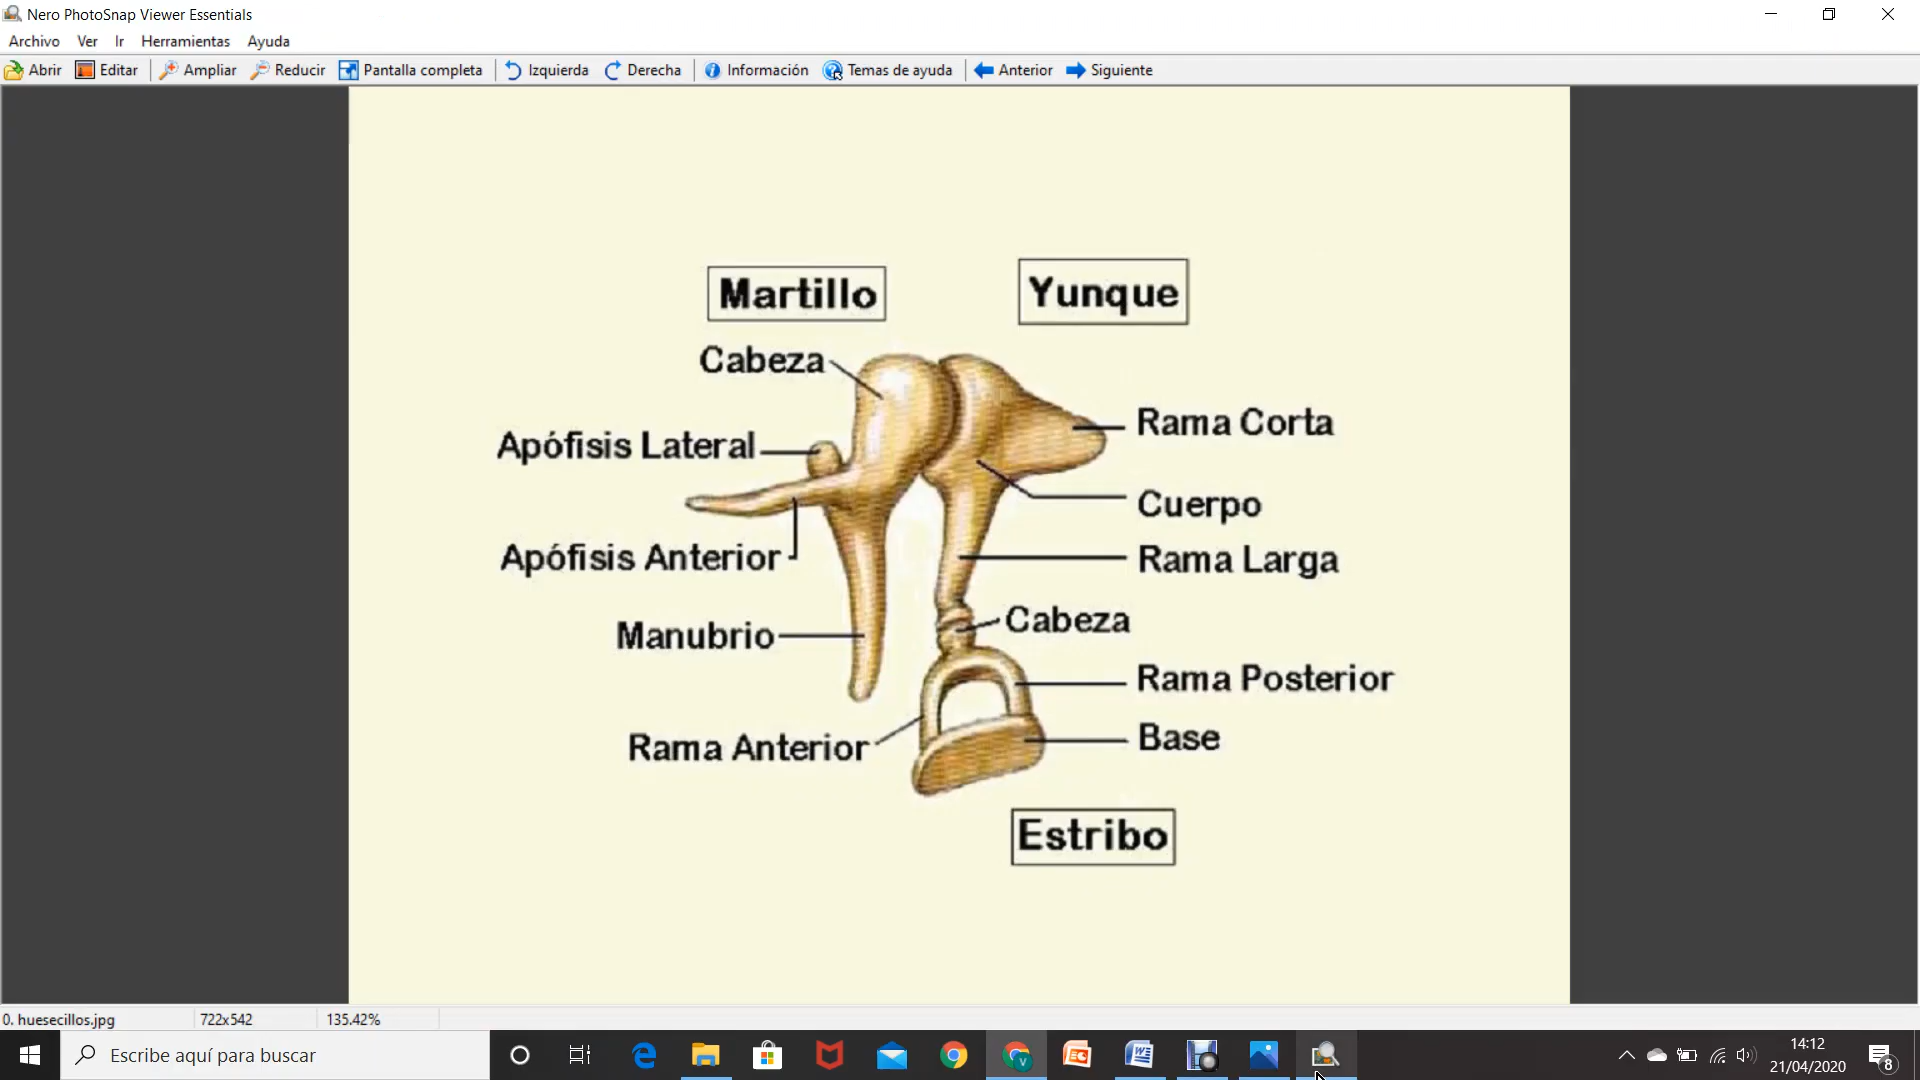 Nero PhotoSnap Viewer Essentials
Archivo Ver Ir Herramientas Ayuda
Abrir Editar Ampliar Reducir Pantalla completa Izquierda Derecha Información Temas de ayuda Anterior Siguiente
Martillo
Yunque
Cabeza
Rama Corta
Apófisis Lateral
Cuerpo
Apófisis Anterior
Rama Larga
Cabeza
Manubrio
Rama Posterior
Rama Anterior
Base
Estribo
0. huesecillos.jpg 722x542 135.42%
Escribe aquí para buscar
14:12
21/04/2020
8